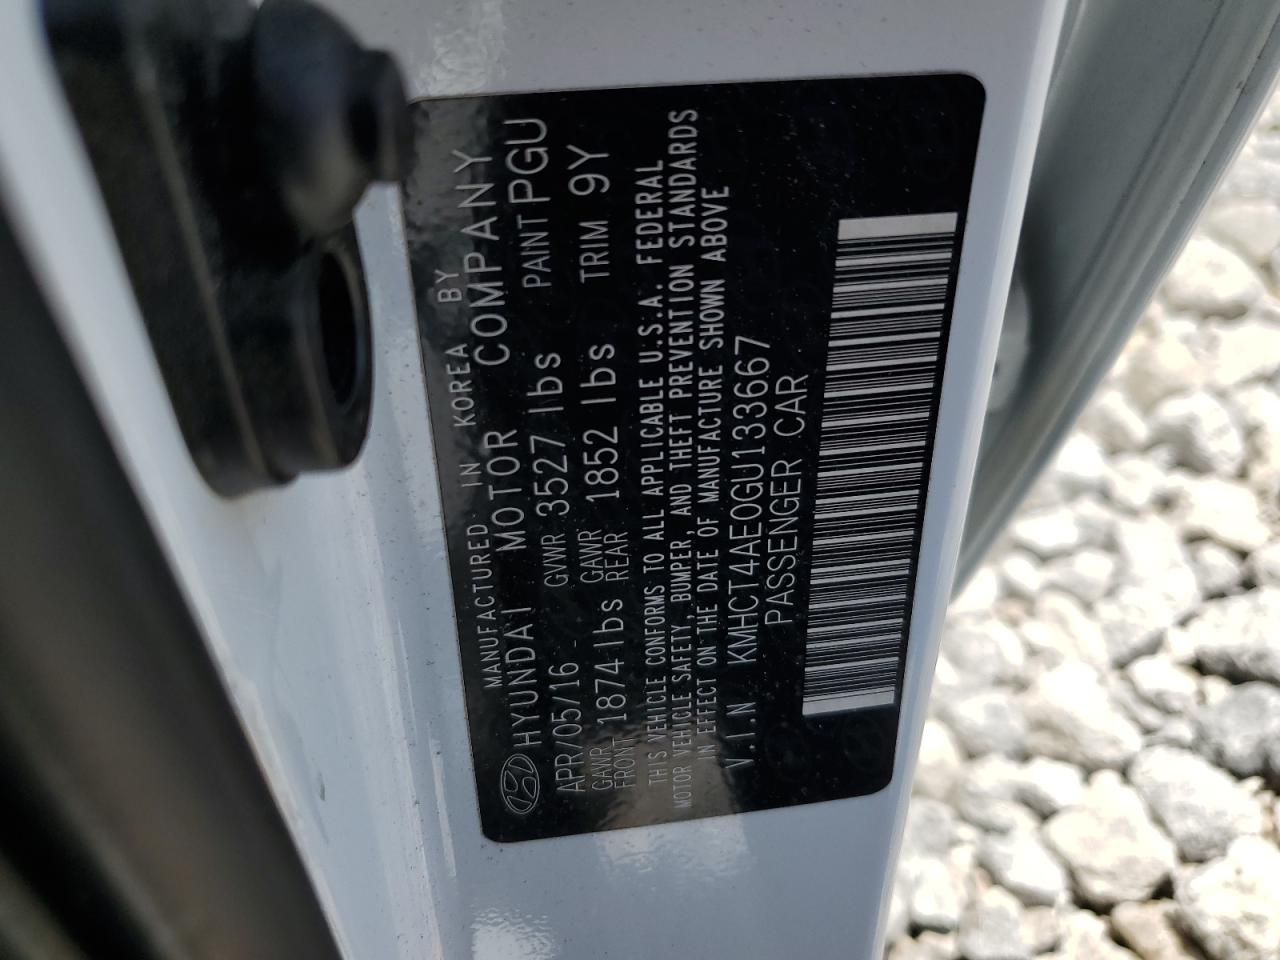 MANUFACTURED IN KOREA BY
HYUNDAI MOTOR COMPANY
APR/05/16 GVWR 3527 lbs PAINT PGU
GAWR FRONT 1874 lbs GAWR REAR 1852 lbs TRIM 9Y
THIS VEHICLE CONFORMS TO ALL APPLICABLE U.S.A. FEDERAL
MOTOR VEHICLE SAFETY, BUMPER, AND THEFT PREVENTION STANDARDS
IN EFFECT ON THE DATE OF MANUFACTURE SHOWN ABOVE
V.I.N KMHCT4AE0GU133667
PASSENGER CAR